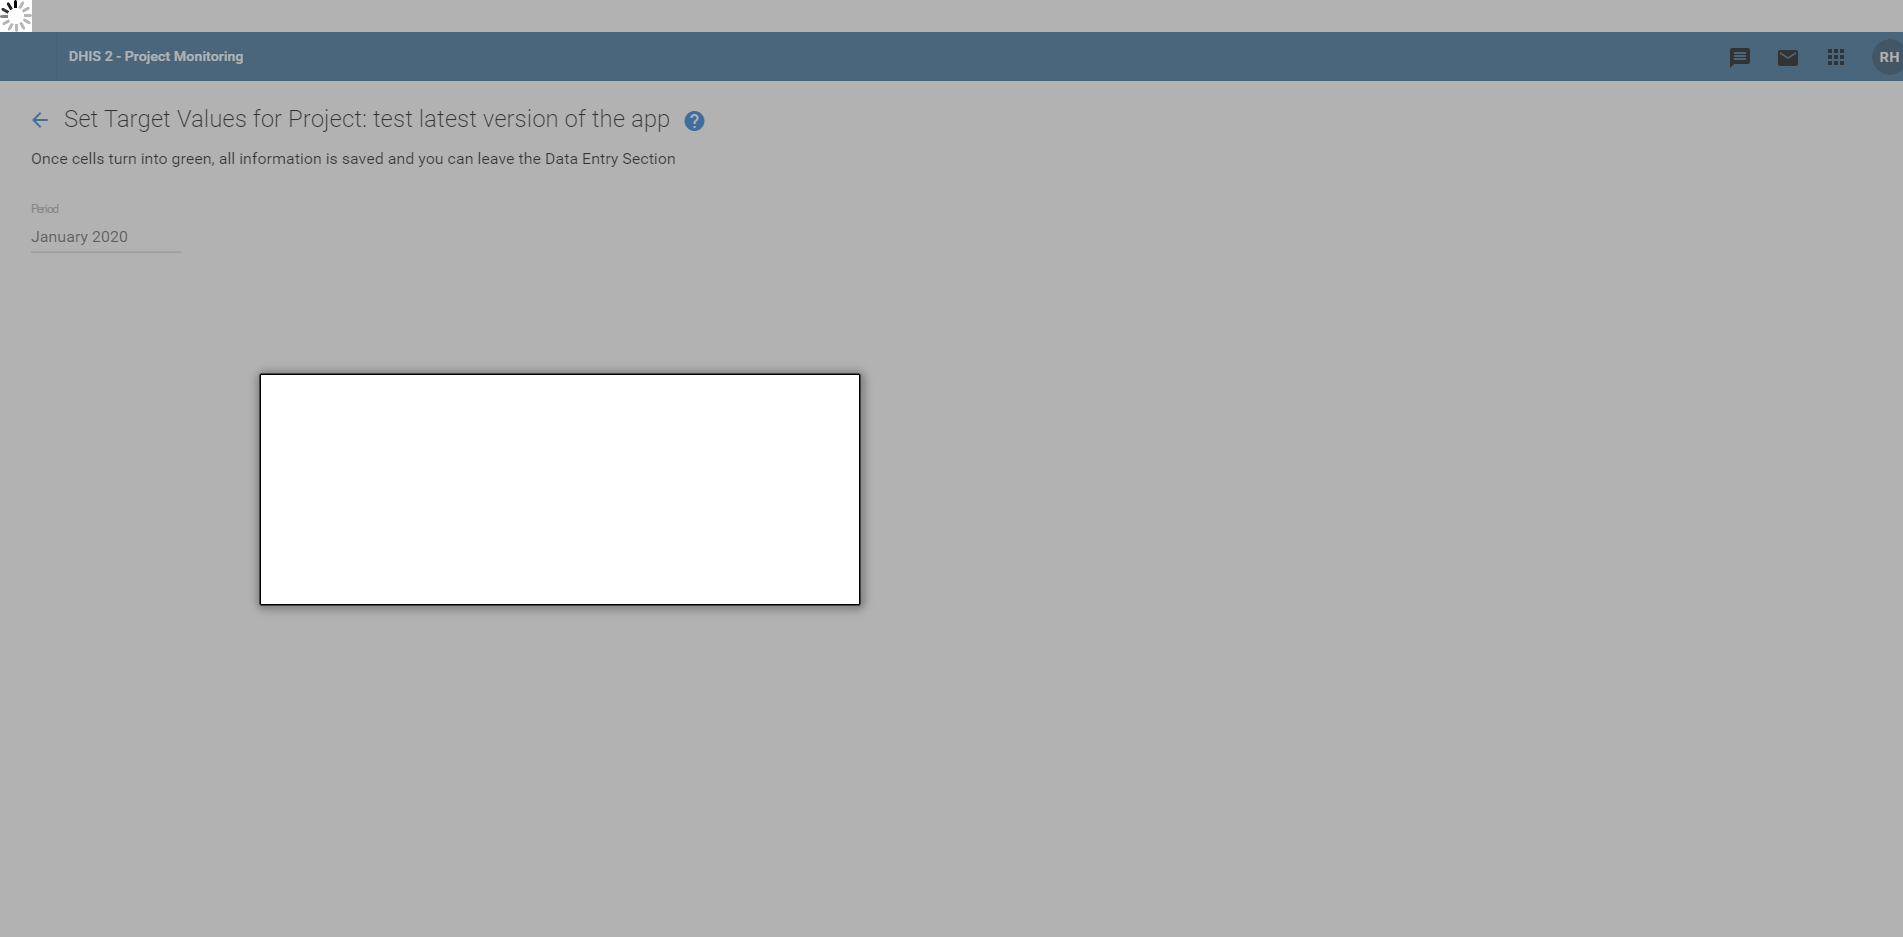 DHIS 2 - Project Monitoring
RH
Set Target Values for Project: test latest version of the app
Once cells turn into green, all information is saved and you can leave the Data Entry Section
Period
January 2020